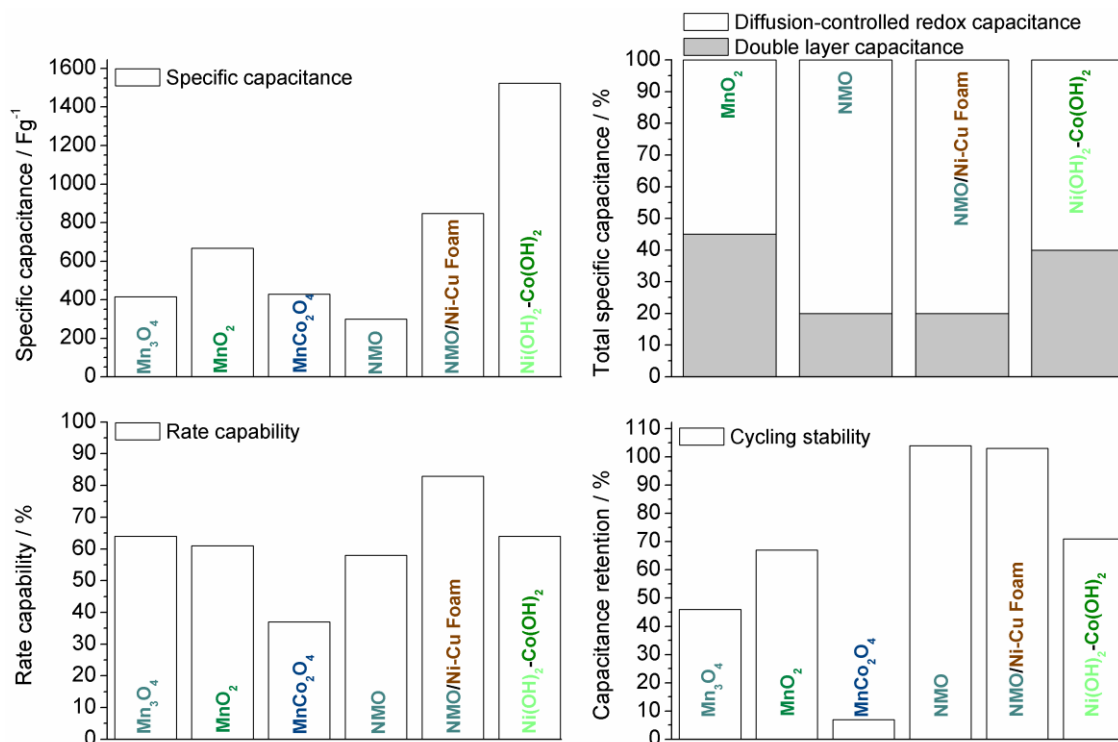 Specific capacitance
Specific capacitance / Fg⁻¹
1600
1400
1200
1000
800
600
400
200
0
Mn₃O₄
MnO₂
MnCo₂O₄
NMO
NMO/Ni-Cu Foam
Ni(OH)₂-Co(OH)₂
Diffusion-controlled redox capacitance
Double layer capacitance
Total specific capacitance / %
100
90
80
70
60
50
40
30
20
10
0
MnO₂
NMO
NMO/Ni-Cu Foam
Ni(OH)₂-Co(OH)₂
Rate capability
Rate capability / %
100
90
80
70
60
50
40
30
20
10
0
Mn₃O₄
MnO₂
MnCo₂O₄
NMO
NMO/Ni-Cu Foam
Ni(OH)₂-Co(OH)₂
Cycling stability
Capacitance retention / %
110
100
90
80
70
60
50
40
30
20
10
0
Mn₃O₄
MnO₂
MnCo₂O₄
NMO
NMO/Ni-Cu Foam
Ni(OH)₂-Co(OH)₂